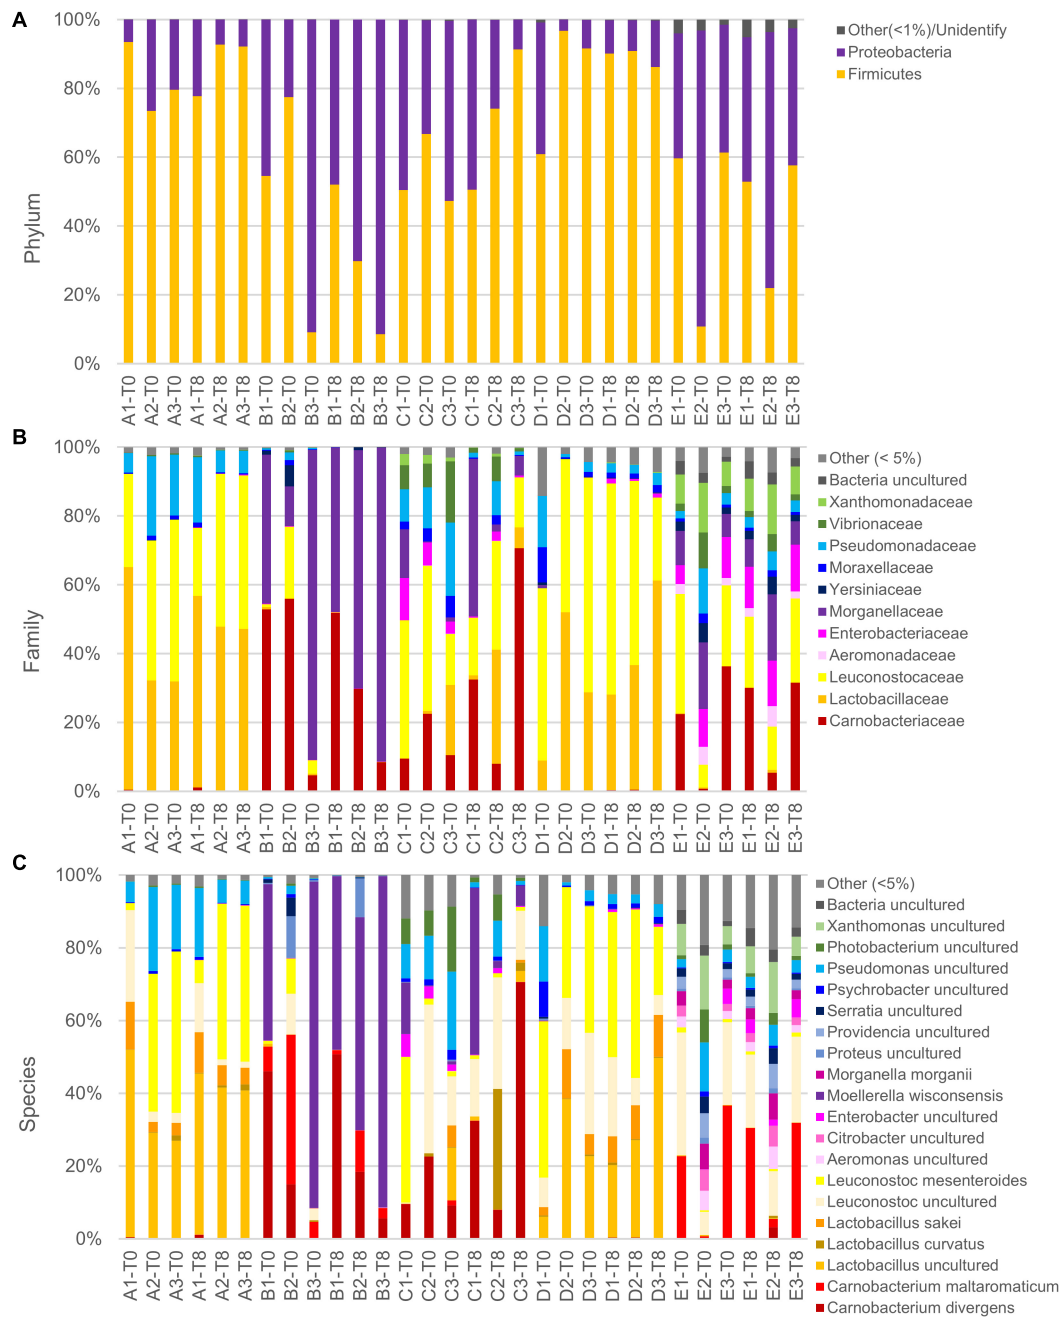 A
100%
80%
60%
40%
20%
0%
Phylum
A1-T0
A2-T0
A3-T0
A1-T8
A2-T8
A3-T8
B1-T0
B2-T0
B3-T0
B1-T8
B2-T8
B3-T8
C1-T0
C2-T0
C3-T0
C1-T8
C2-T8
C3-T8
D1-T0
D2-T0
D3-T0
D1-T8
D2-T8
D3-T8
E1-T0
E2-T0
E3-T0
E1-T8
E2-T8
E3-T8
Other(<1%)/Unidentify
Proteobacteria
Firmicutes
B
100%
80%
60%
40%
20%
0%
Family
A1-T0
A2-T0
A3-T0
A1-T8
A2-T8
A3-T8
B1-T0
B2-T0
B3-T0
B1-T8
B2-T8
B3-T8
C1-T0
C2-T0
C3-T0
C1-T8
C2-T8
C3-T8
D1-T0
D2-T0
D3-T0
D1-T8
D2-T8
D3-T8
E1-T0
E2-T0
E3-T0
E1-T8
E2-T8
E3-T8
Other (< 5%)
Bacteria uncultured
Xanthomonadaceae
Vibrionaceae
Pseudomonadaceae
Moraxellaceae
Yersiniaceae
Morganellaceae
Enterobacteriaceae
Aeromonadaceae
Leuconostocaceae
Lactobacillaceae
Carnobacteriaceae
C
100%
80%
60%
40%
20%
0%
Species
A1-T0
A2-T0
A3-T0
A1-T8
A2-T8
A3-T8
B1-T0
B2-T0
B3-T0
B1-T8
B2-T8
B3-T8
C1-T0
C2-T0
C3-T0
C1-T8
C2-T8
C3-T8
D1-T0
D2-T0
D3-T0
D1-T8
D2-T8
D3-T8
E1-T0
E2-T0
E3-T0
E1-T8
E2-T8
E3-T8
Other (<5%)
Bacteria uncultured
Xanthomonas uncultured
Photobacterium uncultured
Pseudomonas uncultured
Psychrobacter uncultured
Serratia uncultured
Providencia uncultured
Proteus uncultured
Morganella morganii
Moellerella wisconsensis
Enterobacter uncultured
Citrobacter uncultured
Aeromonas uncultured
Leuconostoc mesenteroides
Leuconostoc uncultured
Lactobacillus sakei
Lactobacillus curvatus
Lactobacillus uncultured
Carnobacterium maltaromaticum
Carnobacterium divergens